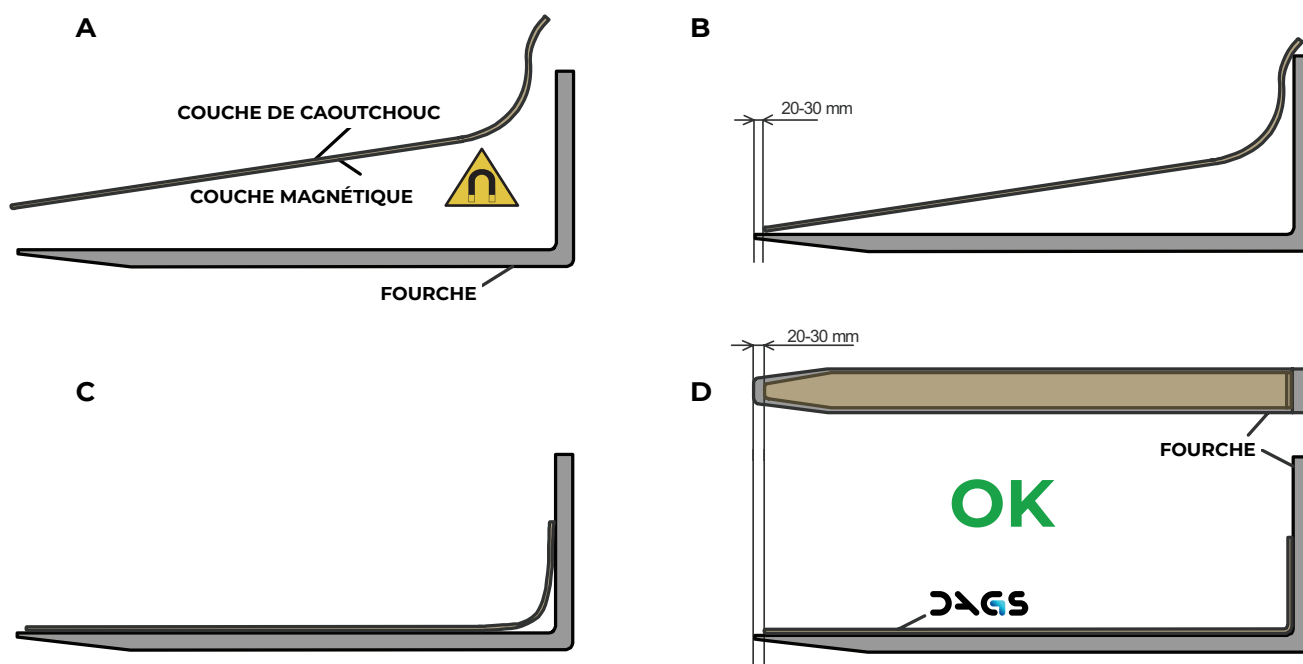 A
COUCHE DE CAOUTCHOUC
COUCHE MAGNÉTIQUE
FOURCHE
B
20-30 mm
C
20-30 mm
D
FOURCHE
OK
DAGS